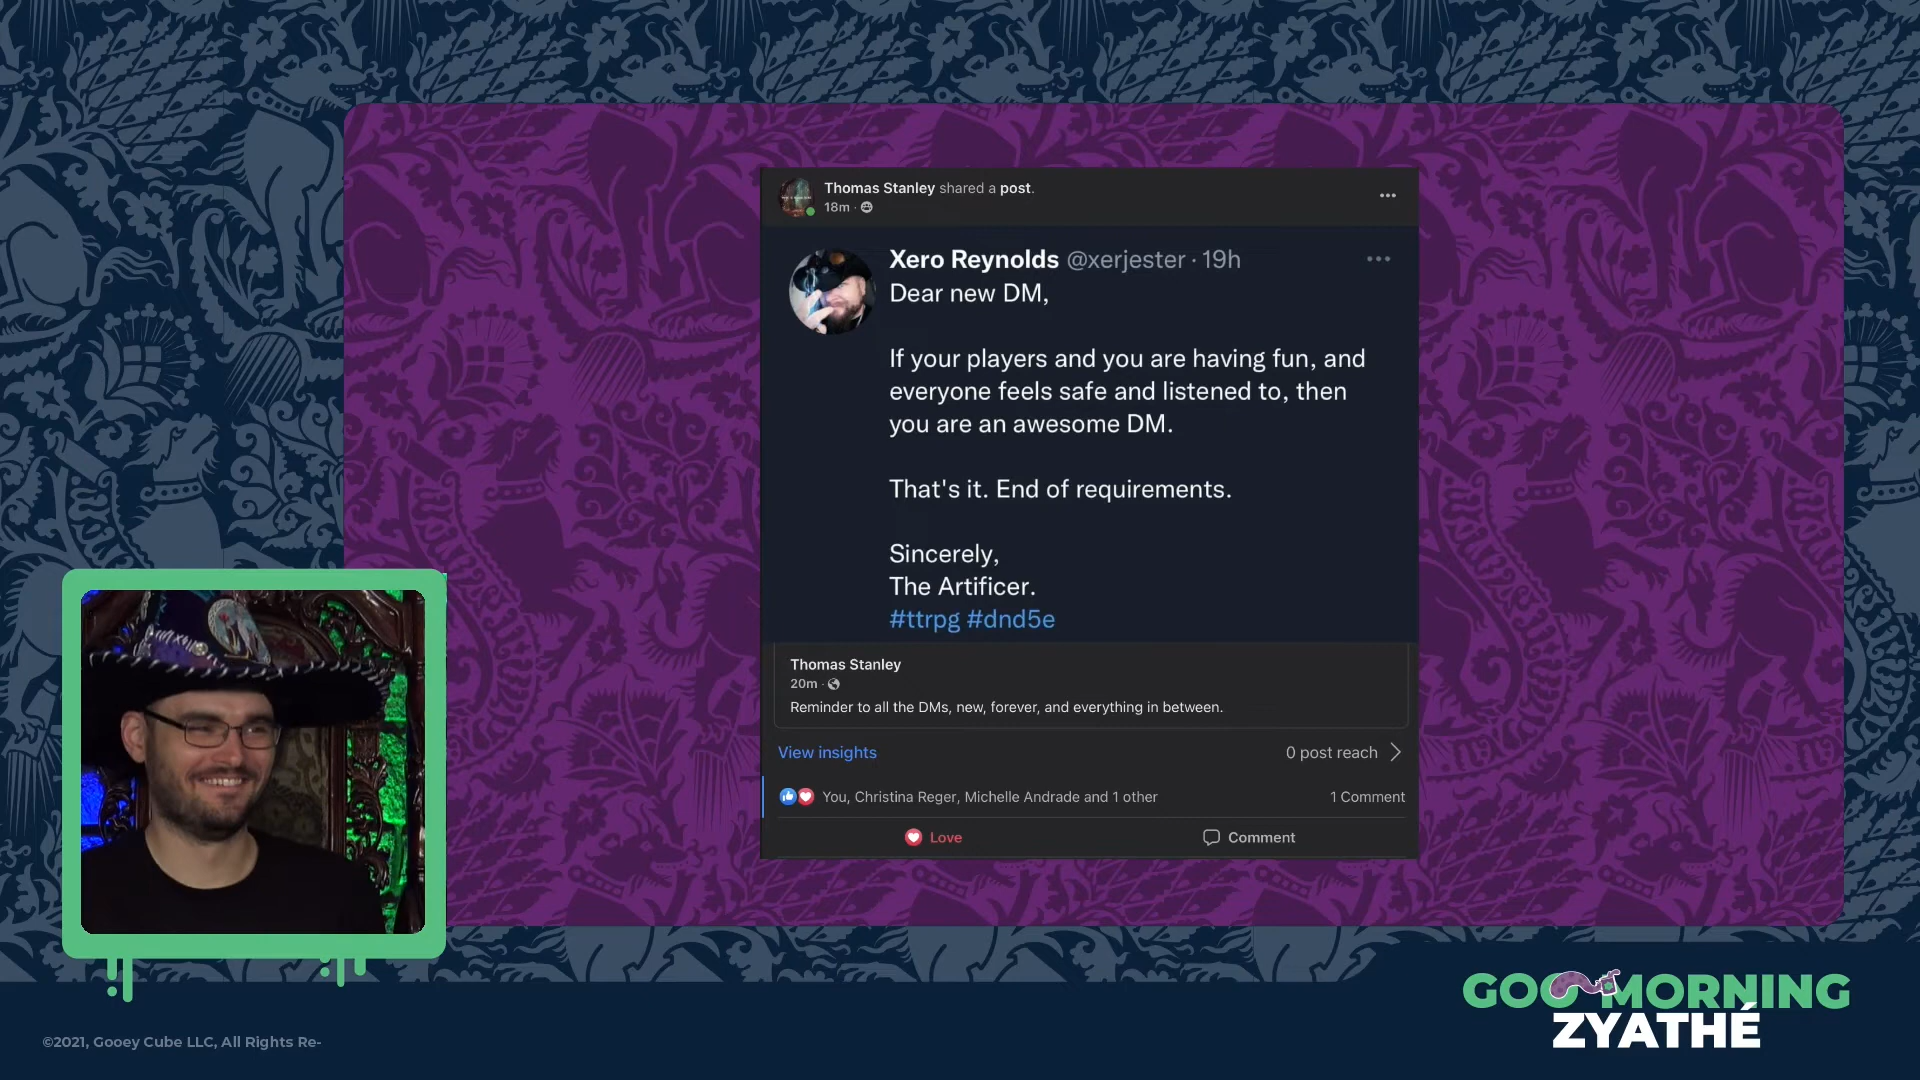 Thomas Stanley shared a post.
18m ·
Xero Reynolds @xerjester · 19h
Dear new DM,
If your players and you are having fun, and
everyone feels safe and listened to, then
you are an awesome DM.
That's it. End of requirements.
Sincerely,
The Artificer.
#ttrpg #dnd5e
Thomas Stanley
20m ·
Reminder to all the DMs, new, forever, and everything in between.
View insights
0 post reach
You, Christina Reger, Michelle Andrade and 1 other
1 Comment
Love
Comment
GOO MORNING
ZYATHÉ
©2021, Gooey Cube LLC, All Rights Re-